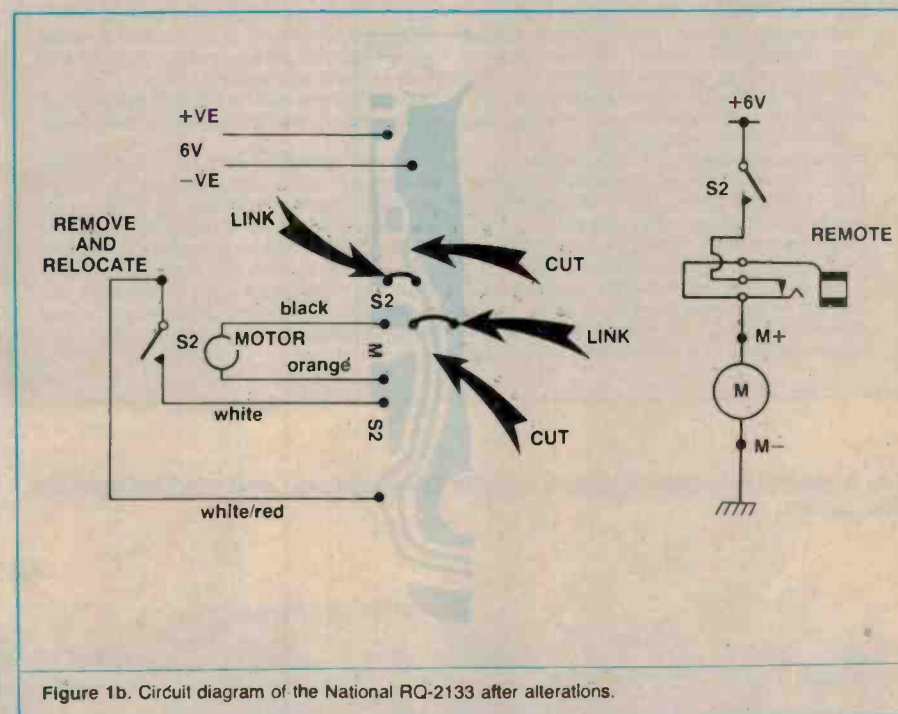 +VE
6V
−VE
LINK
REMOVE
AND
RELOCATE
CUT
S2
black
S2
MOTOR
M
LINK
orange
white
S2
CUT
white/red
+6V
S2
REMOTE
M+
M
M−
Figure 1b. Circuit diagram of the National RQ-2133 after alterations.